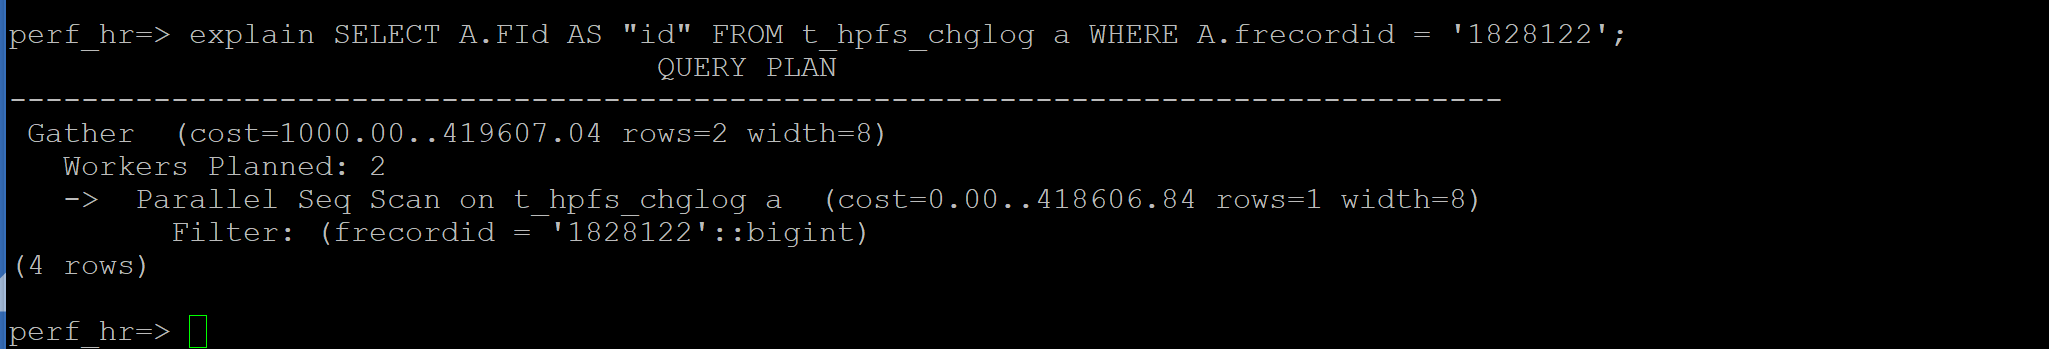 perf_hr=> explain SELECT A.FId AS "id" FROM t_hpfs_chglog a WHERE A.frecordid = '1828122';
QUERY PLAN
-----------------------------------------------------------------------------------
Gather  (cost=1000.00..419607.04 rows=2 width=8)
Workers Planned: 2
->  Parallel Seq Scan on t_hpfs_chglog a  (cost=0.00..418606.84 rows=1 width=8)
Filter: (frecordid = '1828122'::bigint)
(4 rows)
perf_hr=>